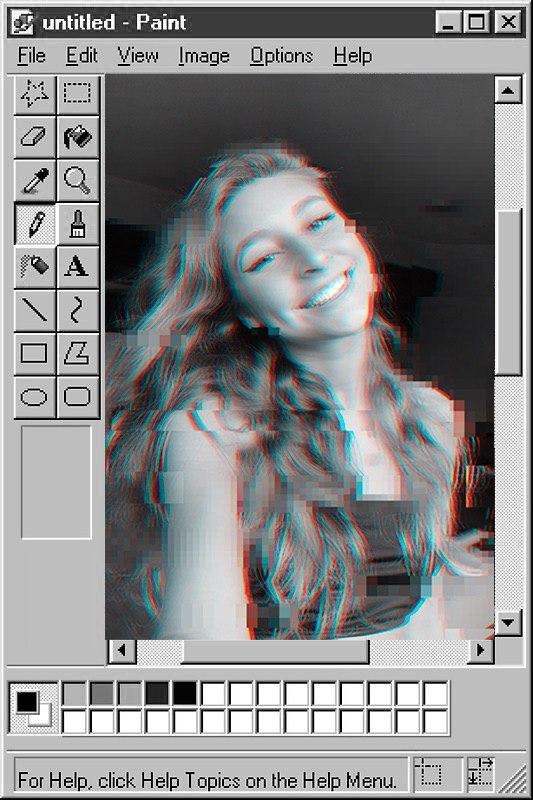 untitled - Paint
File Edit View Image Options Help
A
For Help, click Help Topics on the Help Menu.